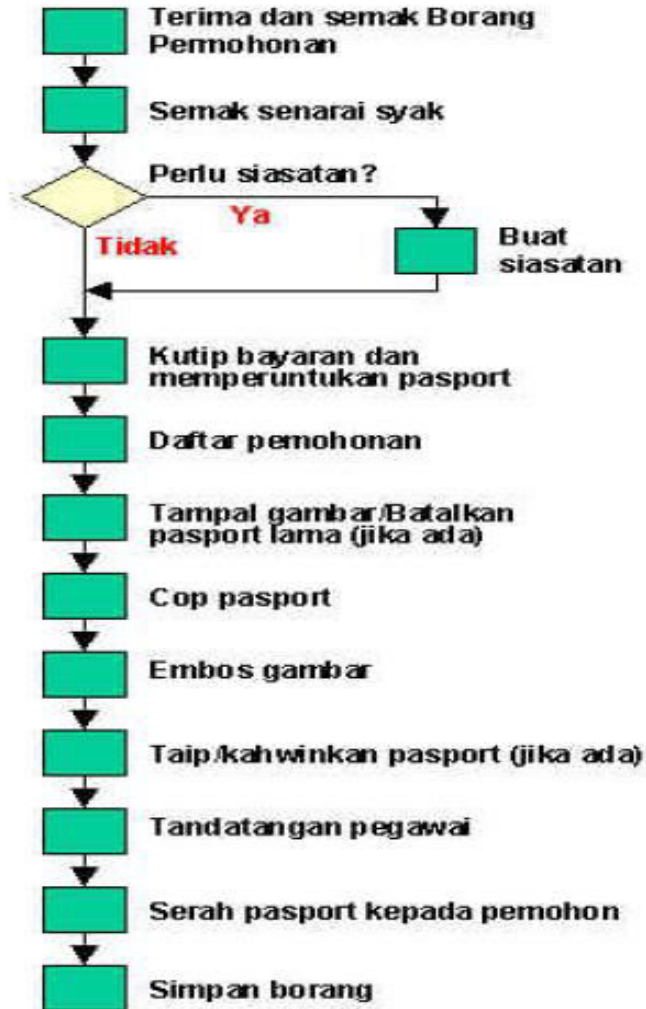 Terima dan semak Borang
Permohonan
Semak senarai syak
Perlu siasatan?
Ya
Tidak
Buat
siasatan
Kutip bayaran dan
memperuntukan pasport
Daftar pemohonan
Tampal gambar/Batalkan
pasport lama (jika ada)
Cop pasport
Embos gambar
Taip/kahwinkan pasport (jika ada)
Tandatangan pegawai
Serah pasport kepada pemohon
Simpan borang